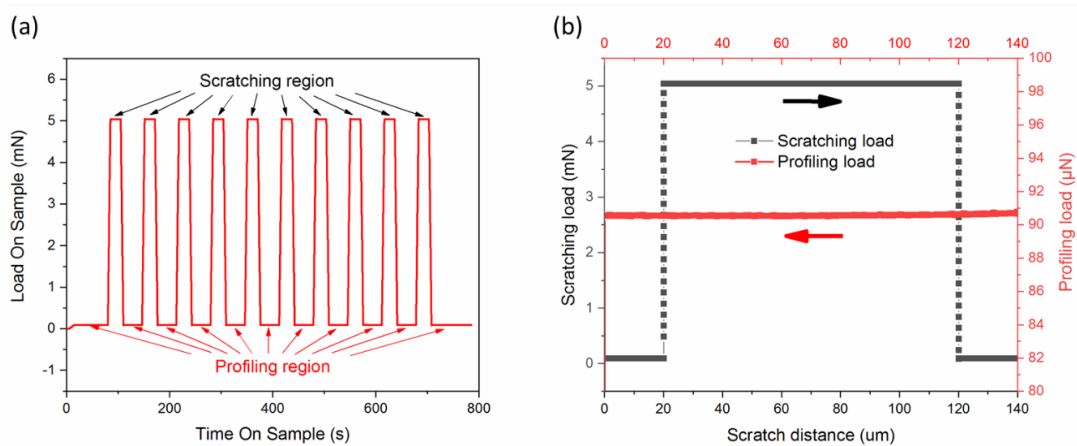 (a)
Scratching region
Profiling region
6
5
4
3
2
1
0
-1
Load On Sample (mN)
0 200 400 600 800
Time On Sample (s)
(b)
0 20 40 60 80 100 120 140
5
4
3
2
1
0
Scratching load (mN)
Scratching load
Profiling load
100
98
96
94
92
90
88
86
84
82
80
Profiling load (μN)
0 20 40 60 80 100 120 140
Scratch distance (um)